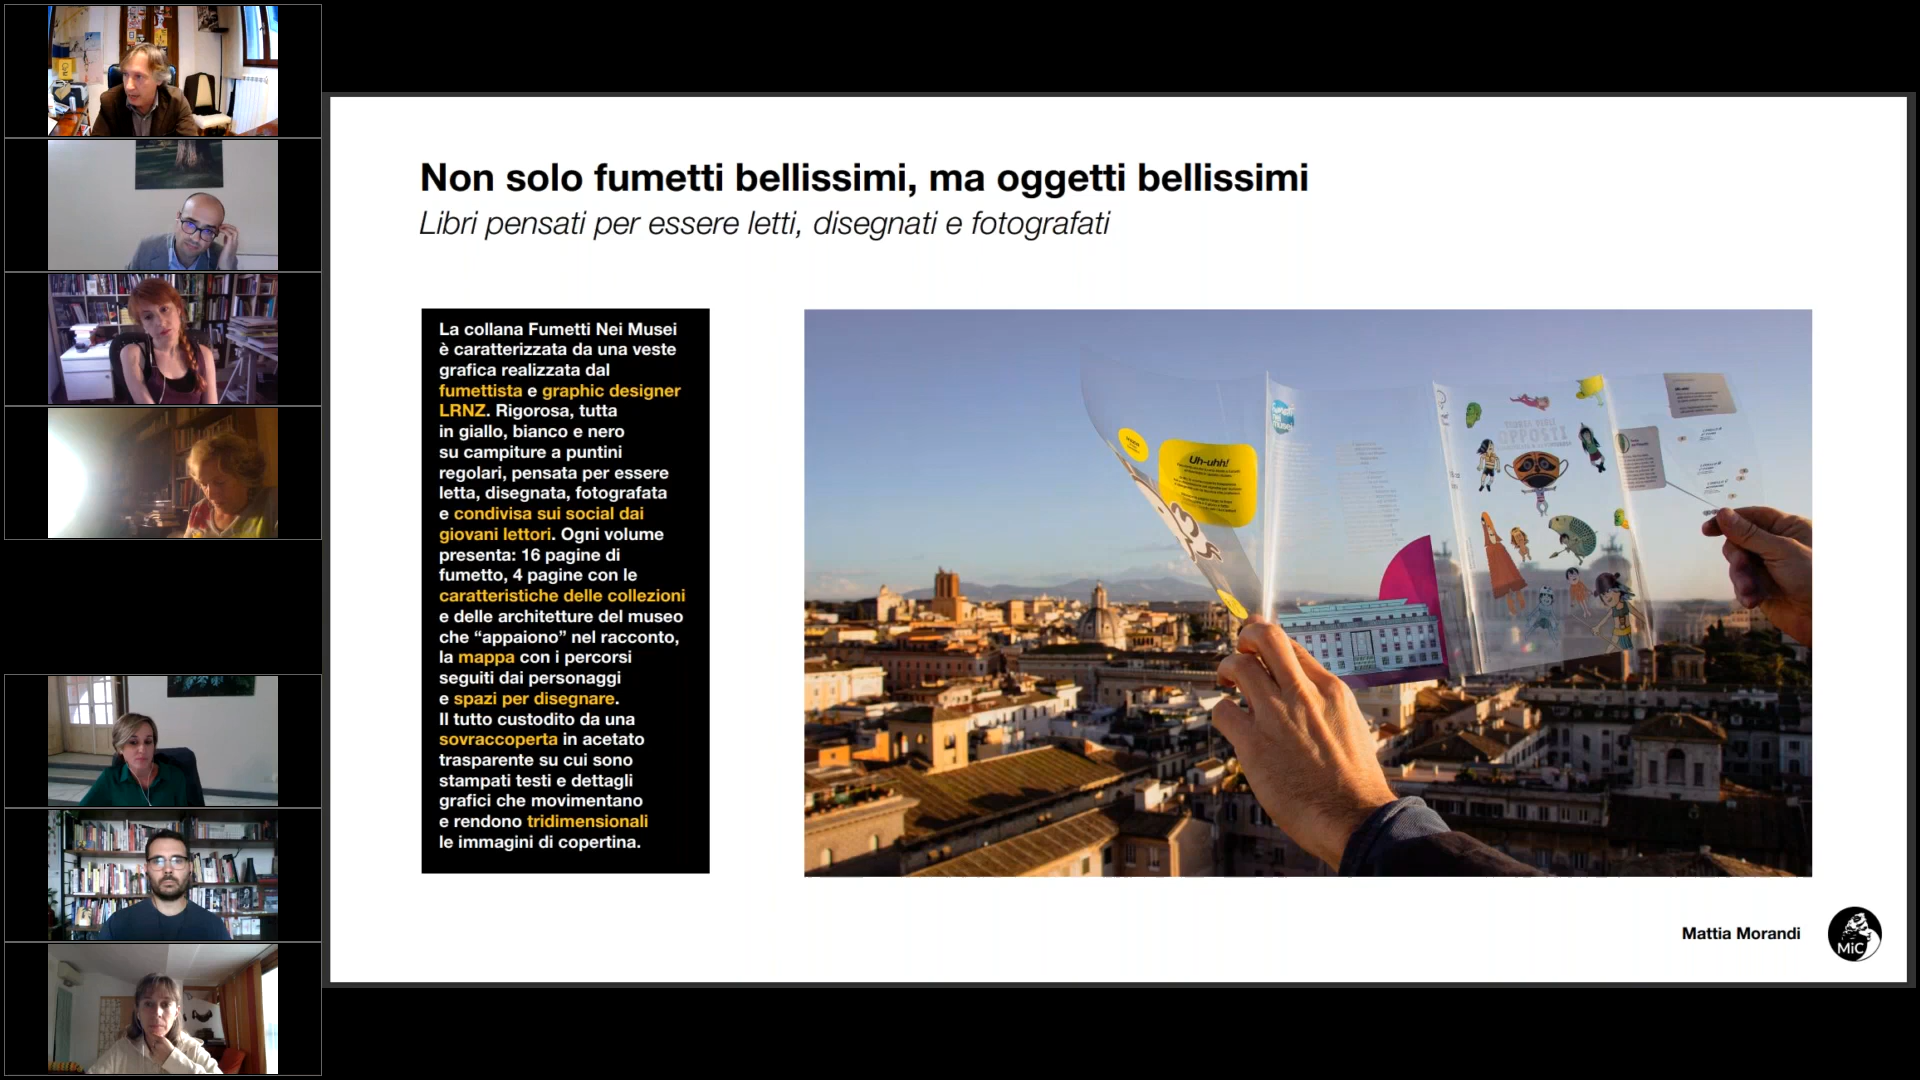 Non solo fumetti bellissimi, ma oggetti bellissimi
Libri pensati per essere letti, disegnati e fotografati
La collana Fumetti Nei Musei
è caratterizzata da una veste
grafica realizzata dal
fumettista e graphic designer
LRNZ. Rigorosa, tutta
in giallo, bianco e nero
su campiture a puntini
regolari, pensata per essere
letta, disegnata, fotografata
e condivisa sui social dai
giovani lettori. Ogni volume
presenta: 16 pagine di
fumetto, 4 pagine con le
caratteristiche delle collezioni
e delle architetture del museo
che “appaiono” nel racconto,
la mappa con i percorsi
seguiti dai personaggi
e spazi per disegnare.
Il tutto custodito da una
sovraccoperta in acetato
trasparente su cui sono
stampati testi e dettagli
grafici che movimentano
e rendono tridimensionali
le immagini di copertina.
Uh-uhh!
OPPOSTI
Mattia Morandi
MiC